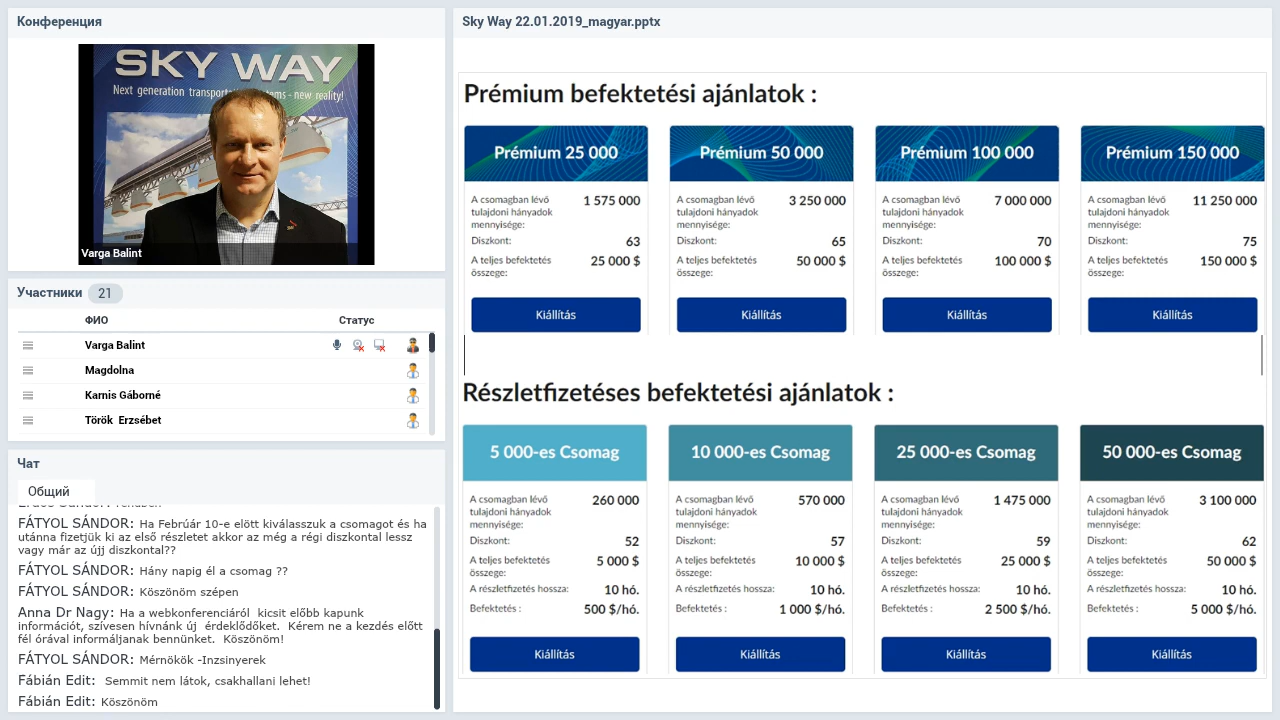 Конференция
SKY WAY
Next generation transpo ems - new reality!
Varga Balint
Участники 21
ФИО Статус
Varga Balint
Magdolna
Karnis Gáborné
Török Erzsébet
Чат
Общий
FÁTYOL SÁNDOR: Ha Február 10-e elött kiválasszuk a csomagot és ha
utánna fizetjük ki az első részletet akkor az még a régi diszkontal lessz
vagy már az újj diszkontal??
FÁTYOL SÁNDOR: Hány napig él a csomag ??
FÁTYOL SÁNDOR: Köszönőm szépen
Anna Dr Nagy: Ha a webkonferenciáról kicsit előbb kapunk
információt, szívesen hívnánk új érdeklődőket. Kérem ne a kezdés előtt
fél órával informáljanak bennünket. Köszönöm!
FÁTYOL SÁNDOR: Mérnökök -Inzsinyerek
Fábián Edit: Semmit nem látok, csakhallani lehet!
Fábián Edit: Köszönöm
Sky Way 22.01.2019_magyar.pptx
Prémium befektetési ajánlatok :
Prémium 25 000
A csomagban lévő
tulajdoni hányadok
mennyisége: 1 575 000
Diszkont: 63
A teljes befektetés
összege: 25 000 $
Kiállítás
Prémium 50 000
A csomagban lévő
tulajdoni hányadok
mennyisége: 3 250 000
Diszkont: 65
A teljes befektetés
összege: 50 000 $
Kiállítás
Prémium 100 000
A csomagban lévő
tulajdoni hányadok
mennyisége: 7 000 000
Diszkont: 70
A teljes befektetés
összege: 100 000 $
Kiállítás
Prémium 150 000
A csomagban lévő
tulajdoni hányadok
mennyisége: 11 250 000
Diszkont: 75
A teljes befektetés
összege: 150 000 $
Kiállítás
Részletfizetéses befektetési ajánlatok :
5 000-es Csomag
A csomagban lévő
tulajdoni hányadok
mennyisége: 260 000
Diszkont: 52
A teljes befektetés
összege: 5 000 $
A részletfizetés hossza: 10 hó.
Befektetés : 500 $/hó.
Kiállítás
10 000-es Csomag
A csomagban lévő
tulajdoni hányadok
mennyisége: 570 000
Diszkont: 57
A teljes befektetés
összege: 10 000 $
A részletfizetés hossza: 10 hó.
Befektetés : 1 000 $/hó.
Kiállítás
25 000-es Csomag
A csomagban lévő
tulajdoni hányadok
mennyisége: 1 475 000
Diszkont: 59
A teljes befektetés
összege: 25 000 $
A részletfizetés hossza: 10 hó.
Befektetés : 2 500 $/hó.
Kiállítás
50 000-es Csomag
A csomagban lévő
tulajdoni hányadok
mennyisége: 3 100 000
Diszkont: 62
A teljes befektetés
összege: 50 000 $
A részletfizetés hossza: 10 hó.
Befektetés : 5 000 $/hó.
Kiállítás